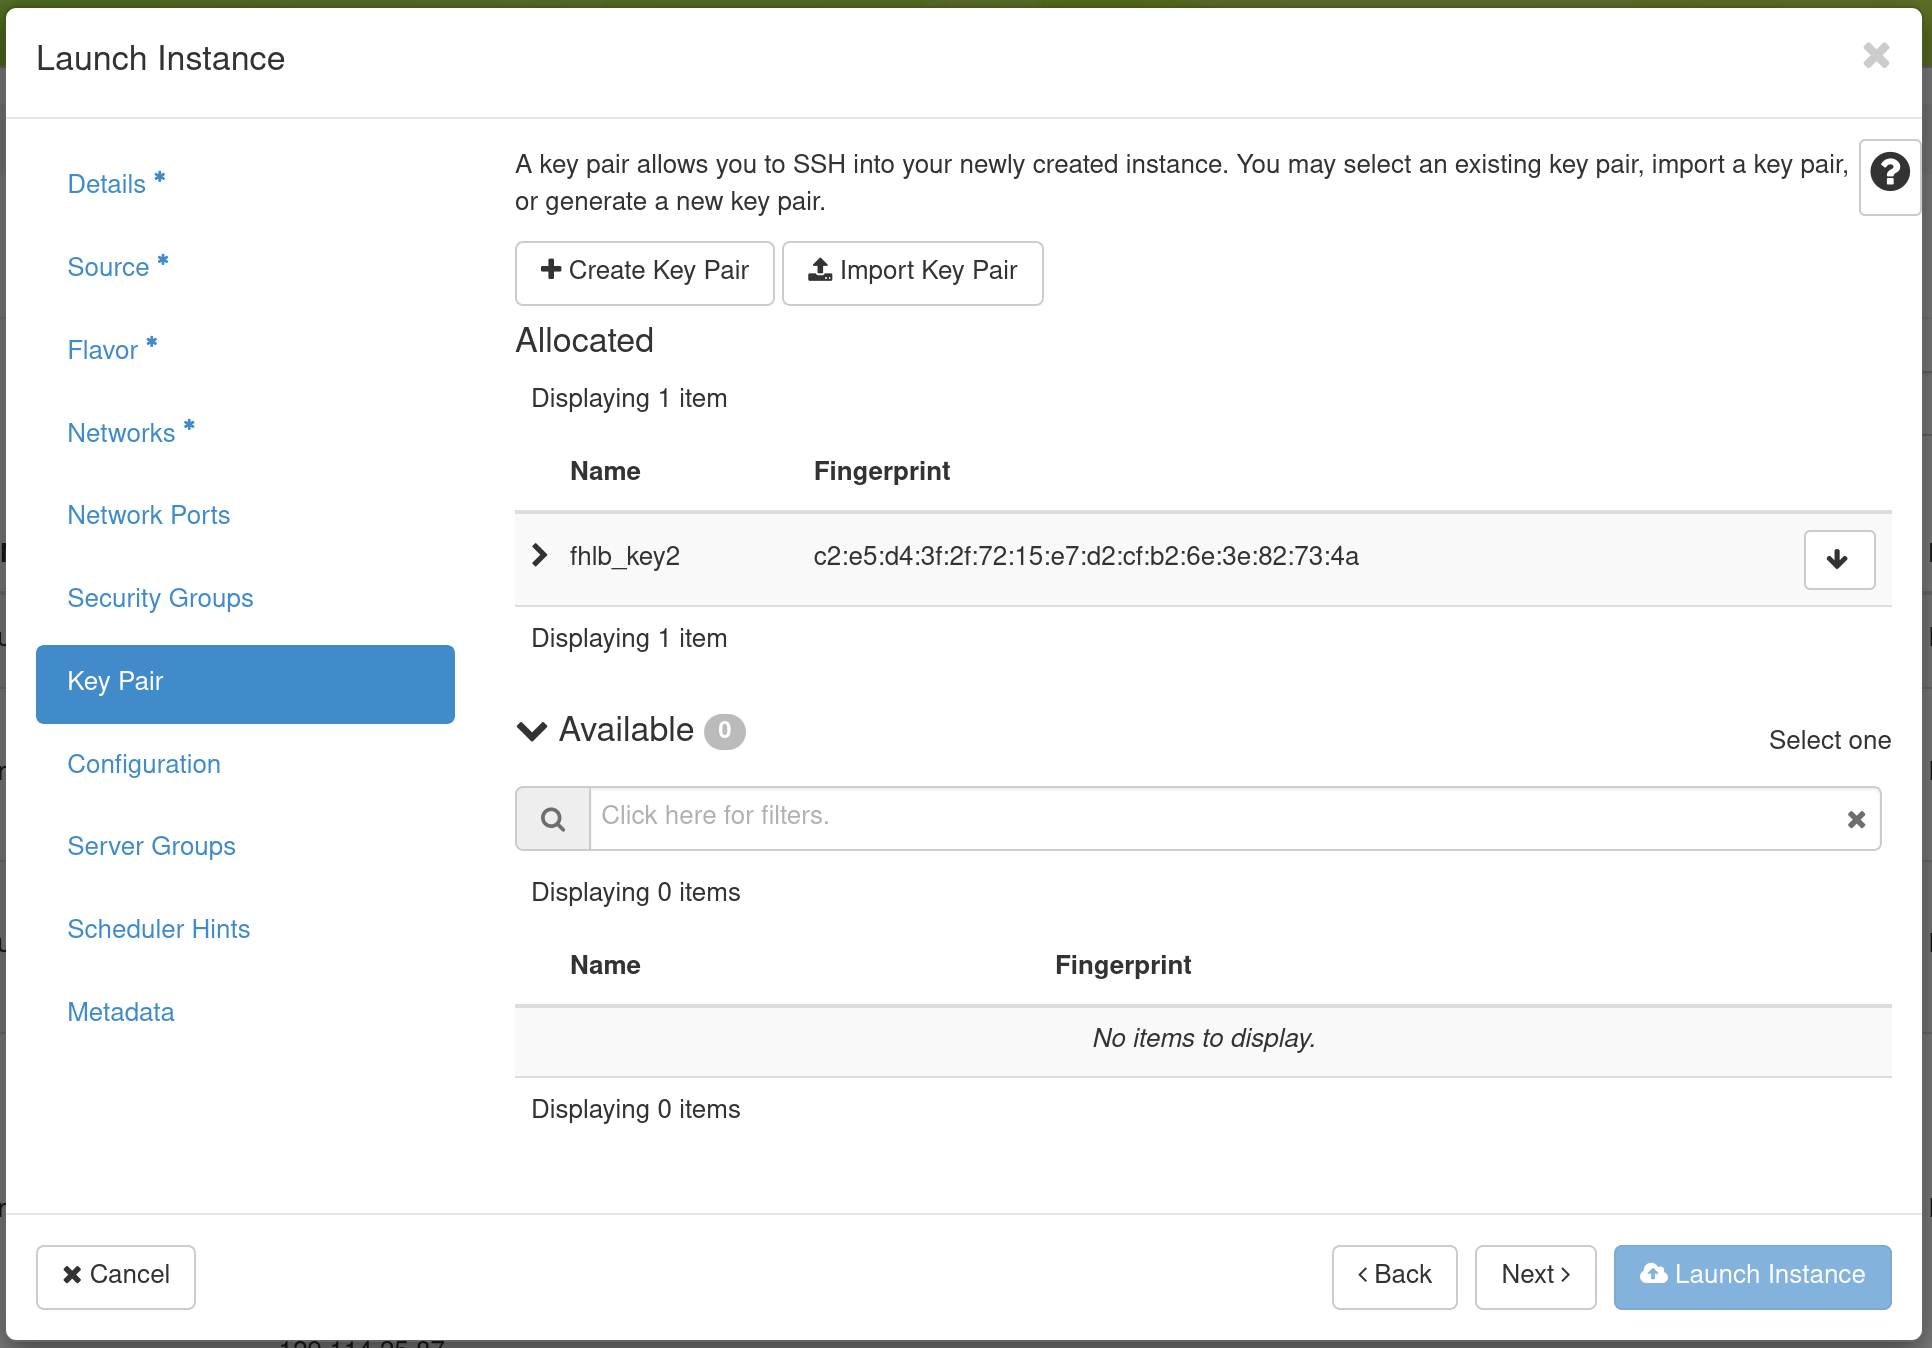 Launch Instance
Details *
Source *
Flavor *
Networks *
Network Ports
Security Groups
Key Pair
Configuration
Server Groups
Scheduler Hints
Metadata
A key pair allows you to SSH into your newly created instance. You may select an existing key pair, import a key pair,
or generate a new key pair.
Create Key Pair Import Key Pair
Allocated
Displaying 1 item
Name Fingerprint
fhlb_key2 c2:e5:d4:3f:2f:72:15:e7:d2:cf:b2:6e:3e:82:73:4a
Displaying 1 item
Available 0 Select one
Click here for filters.
Displaying 0 items
Name Fingerprint
No items to display.
Displaying 0 items
Cancel < Back Next > Launch Instance